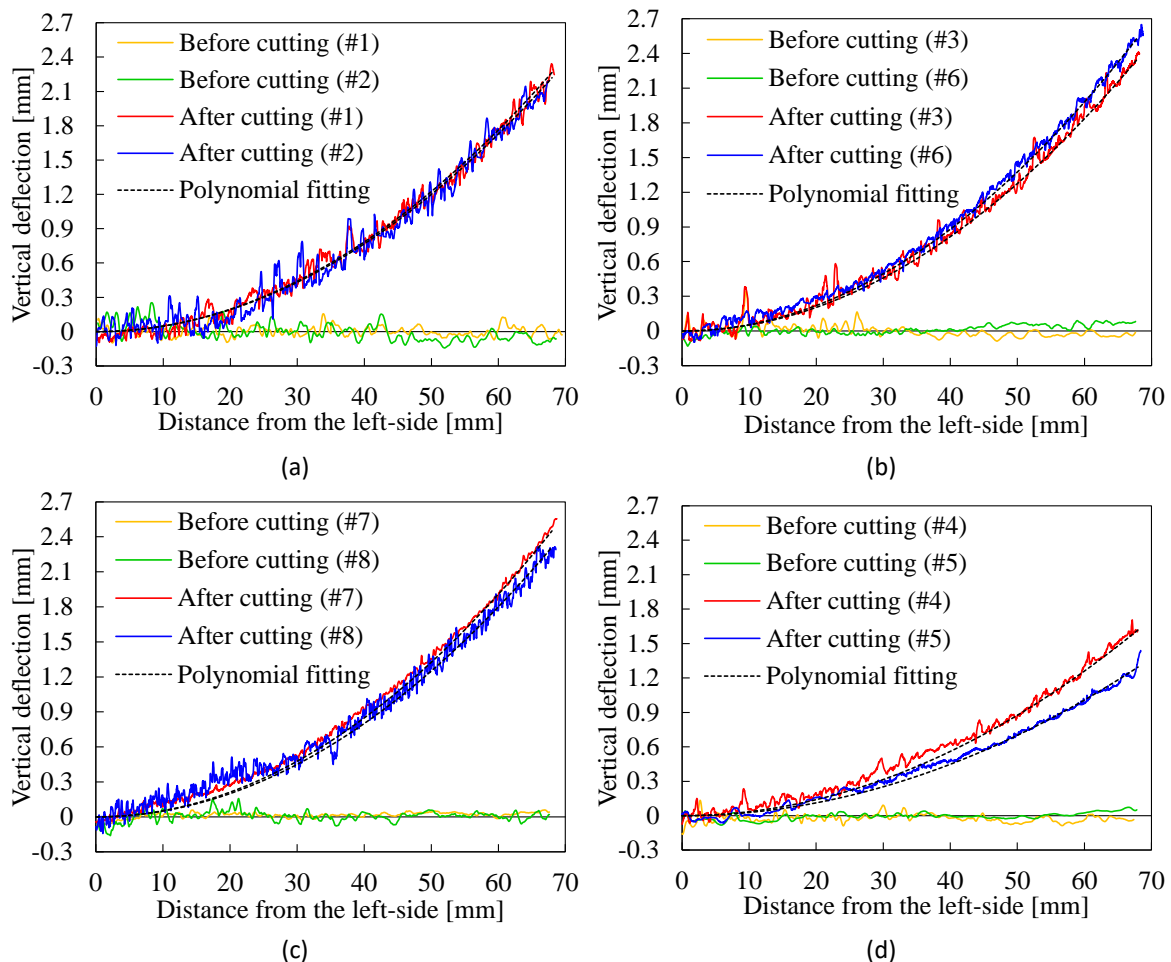 Vertical deflection [mm]
2.7
2.4
2.1
1.8
1.5
1.2
0.9
0.6
0.3
0
-0.3
Before cutting (#1)
Before cutting (#2)
After cutting (#1)
After cutting (#2)
Polynomial fitting
0 10 20 30 40 50 60 70
Distance from the left-side [mm]
(a)
Vertical deflection [mm]
2.7
2.4
2.1
1.8
1.5
1.2
0.9
0.6
0.3
0
-0.3
Before cutting (#3)
Before cutting (#6)
After cutting (#3)
After cutting (#6)
Polynomial fitting
0 10 20 30 40 50 60 70
Distance from the left-side [mm]
(b)
Vertical deflection [mm]
2.7
2.4
2.1
1.8
1.5
1.2
0.9
0.6
0.3
0
-0.3
Before cutting (#7)
Before cutting (#8)
After cutting (#7)
After cutting (#8)
Polynomial fitting
0 10 20 30 40 50 60 70
Distance from the left-side [mm]
(c)
Vertical deflection [mm]
2.7
2.4
2.1
1.8
1.5
1.2
0.9
0.6
0.3
0
-0.3
Before cutting (#4)
Before cutting (#5)
After cutting (#4)
After cutting (#5)
Polynomial fitting
0 10 20 30 40 50 60 70
Distance from the left-side [mm]
(d)